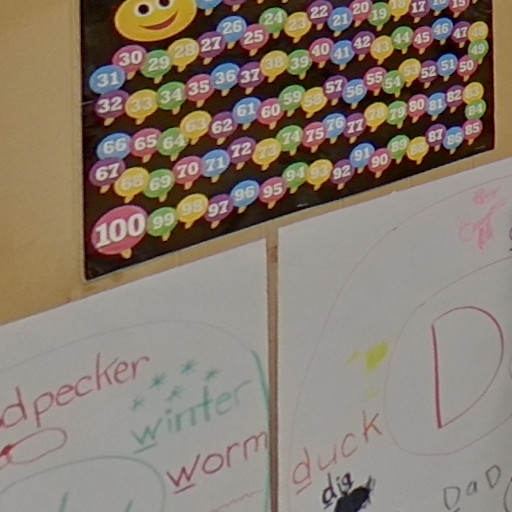 31 30 29 28 27 26 25 24 23 22 21 20 19 18 17 16 15
32 33 34 35 36 37 38 39 40 41 42 43 44 45 46 47 48
49
66 65 64 63 62 61 60 59 58 57 56 55 54 53 52 51 50
67 68 69 70 71 72 73 74 75 76 77 78 79 80 81 82 83
84
100 99 98 97 96 95 94 93 92 91 90 89 88 87 86 85
dpecker
winter
worm
D
duck
dig
DaD